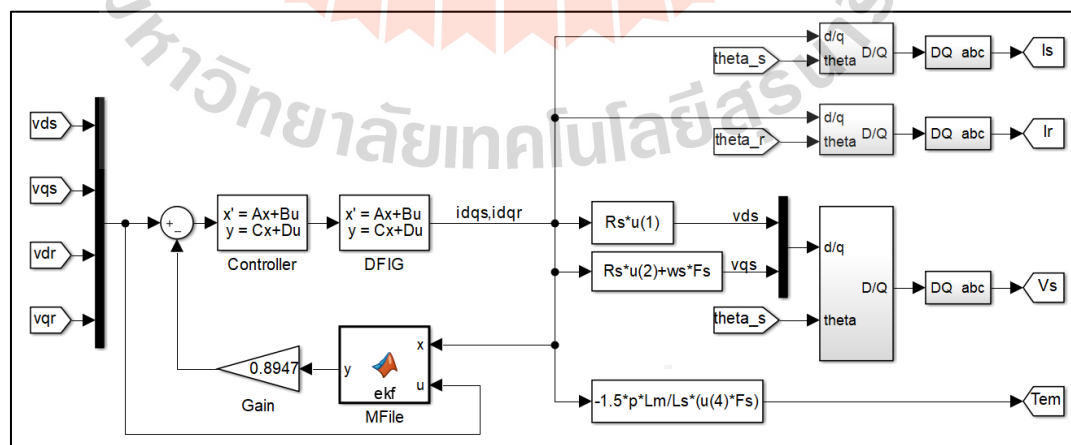 มหาวิทยาลัยเทคโนโลยีสุรนารี
vds
vqs
vdr
vqr
+
-
x' = Ax+Bu
y = Cx+Du
Controller
x' = Ax+Bu
y = Cx+Du
DFIG
idqs,idqr
0.8947
Gain
y
x
u
ekf
MFile
theta_s
d/q
theta
D/Q
DQ abc
Is
theta_r
d/q
theta
D/Q
DQ abc
Ir
Rs*u(1)
vds
Rs*u(2)+ws*Fs
vqs
theta_s
d/q
theta
D/Q
DQ abc
Vs
-1.5*p*Lm/Ls*(u(4)*Fs)
Tem